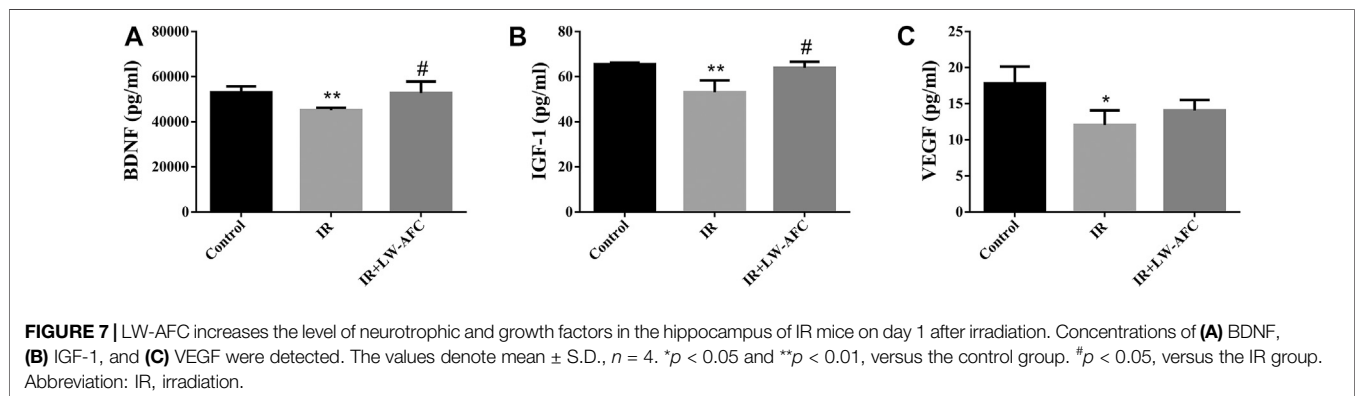 A
BDNF (pg/ml)
80000
60000
40000
20000
0
**
#
Control
IR
IR+LW-AFC
B
IGF-1 (pg/ml)
80
60
40
20
0
**
#
Control
IR
IR+LW-AFC
C
VEGF (pg/ml)
25
20
15
10
5
0
*
Control
IR
IR+LW-AFC
FIGURE 7 | LW-AFC increases the level of neurotrophic and growth factors in the hippocampus of IR mice on day 1 after irradiation. Concentrations of (A) BDNF,
(B) IGF-1, and (C) VEGF were detected. The values denote mean ± S.D., n = 4. *p < 0.05 and **p < 0.01, versus the control group. #p < 0.05, versus the IR group.
Abbreviation: IR, irradiation.